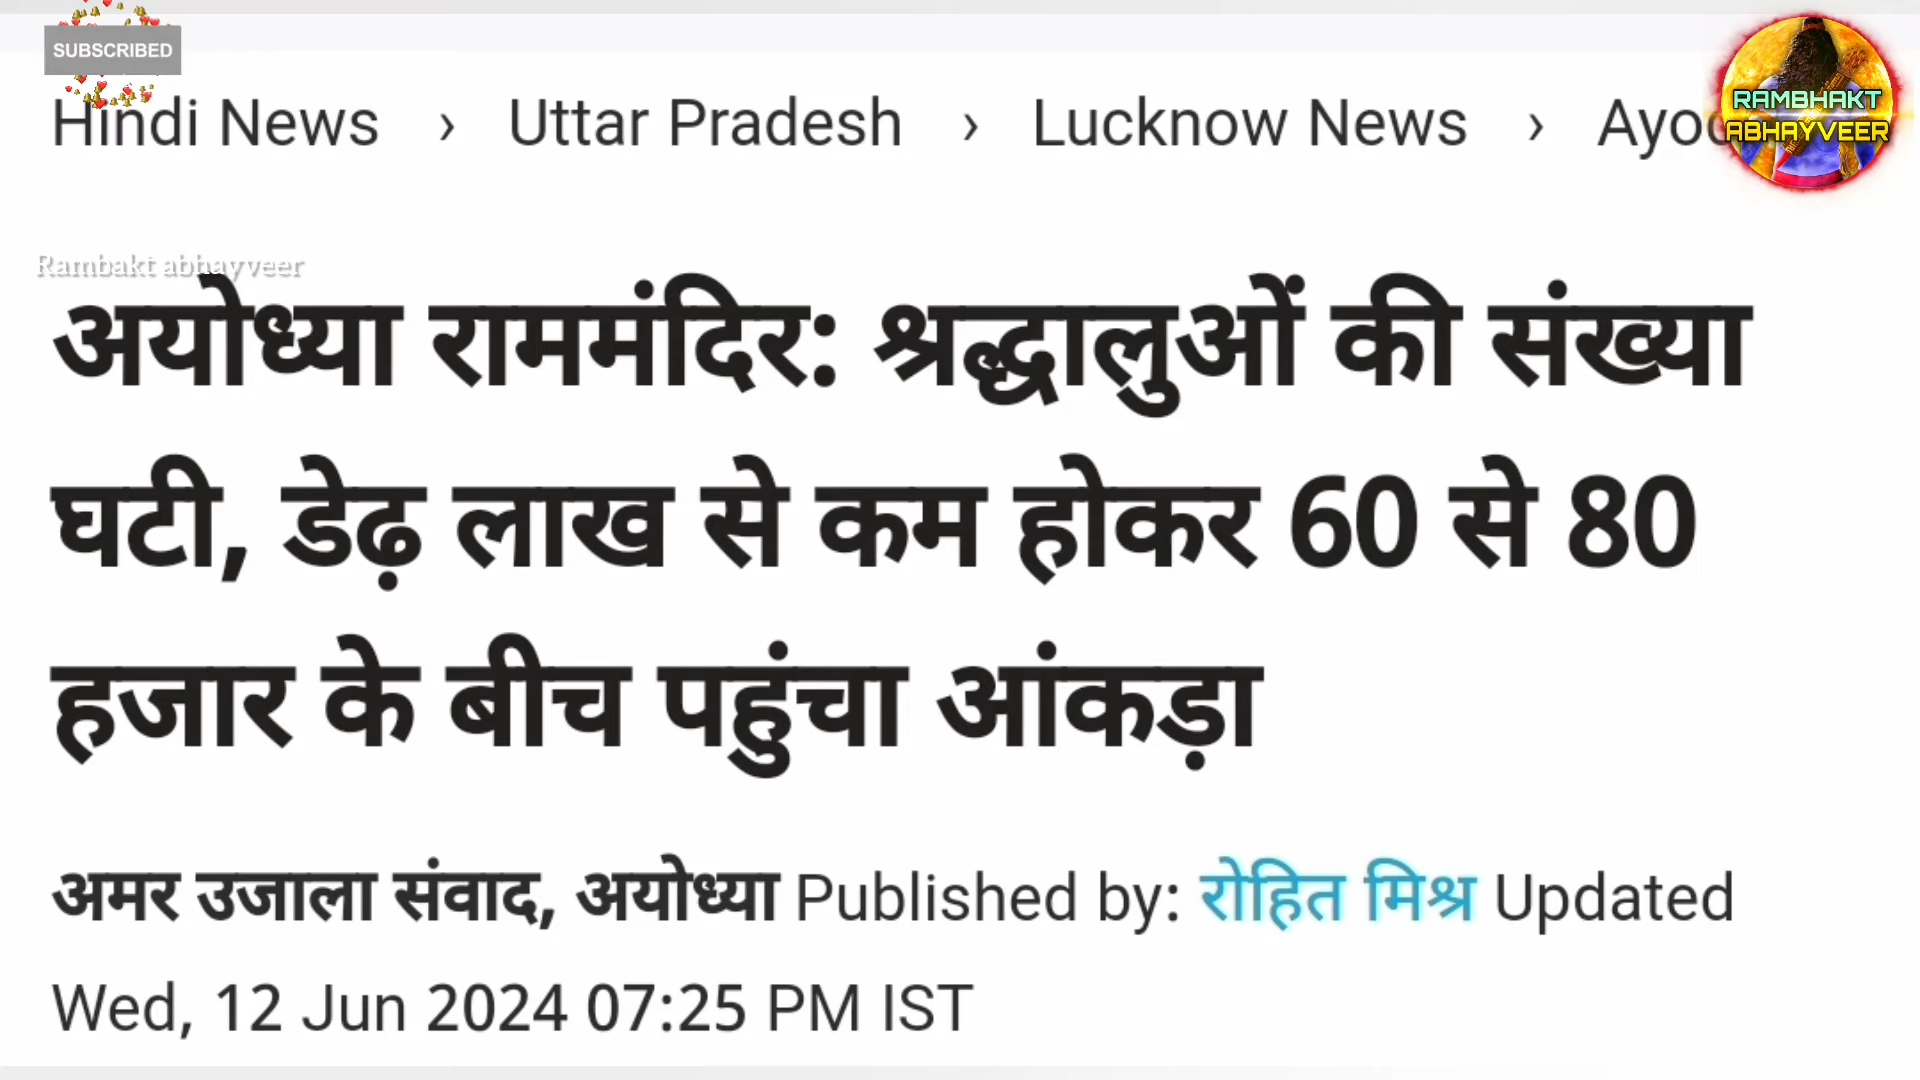 SUBSCRIBED
Hindi News › Uttar Pradesh › Lucknow News ›
RAMBHAKT
ABHAYVEER
Rambakt abhayveer
अयोध्या राममंदिर: श्रद्धालुओं की संख्या
घटी, डेढ़ लाख से कम होकर 60 से 80
हजार के बीच पहुंचा आंकड़ा
अमर उजाला संवाद, अयोध्या Published by: रोहित मिश्र Updated
Wed, 12 Jun 2024 07:25 PM IST